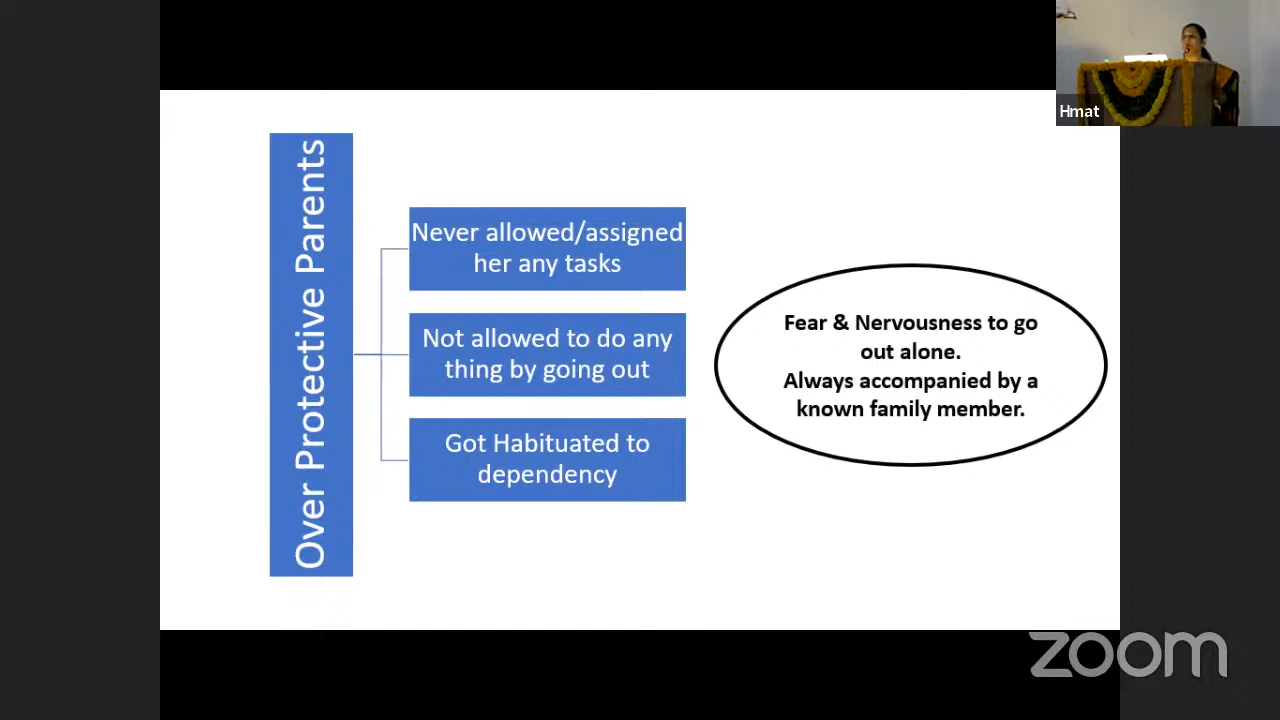 Hmat
Over Protective Parents
Never allowed/assigned
her any tasks
Not allowed to do any
thing by going out
Got Habituated to
dependency
Fear & Nervousness to go
out alone.
Always accompanied by a
known family member.
zoom